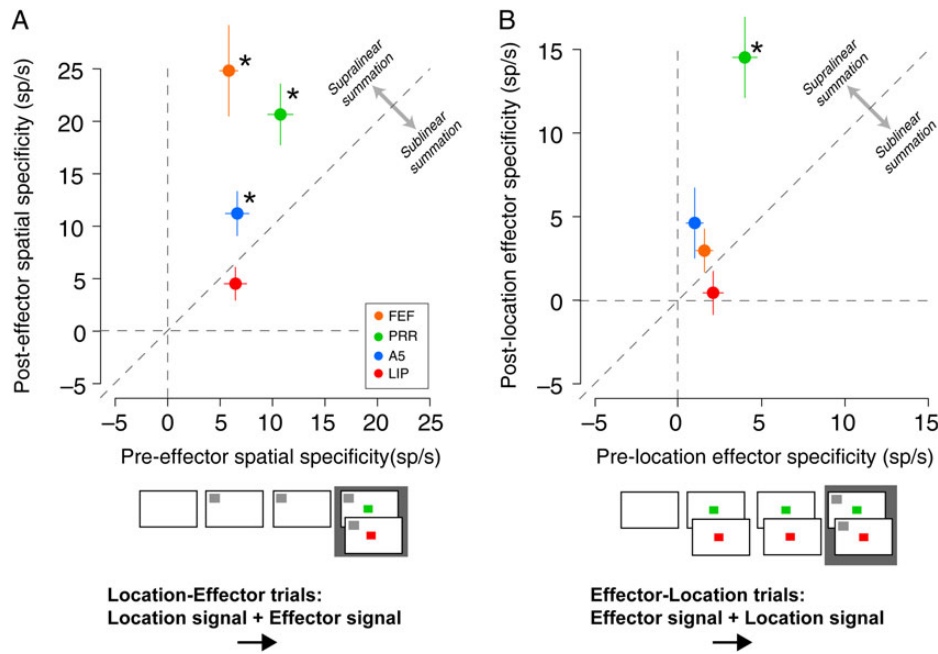 A
Post-effector spatial specificity (sp/s)
25
20
15
10
5
0
−5
−5 0 5 10 15 20 25
Pre-effector spatial specificity(sp/s)
*
*
*
Supralinear
summation
Sublinear
summation
FEF
PRR
A5
LIP
Location-Effector trials:
Location signal + Effector signal
B
Post-location effector specificity (sp/s)
15
10
5
0
−5
−5 0 5 10 15
Pre-location effector specificity (sp/s)
*
Supralinear
summation
Sublinear
summation
Effector-Location trials:
Effector signal + Location signal